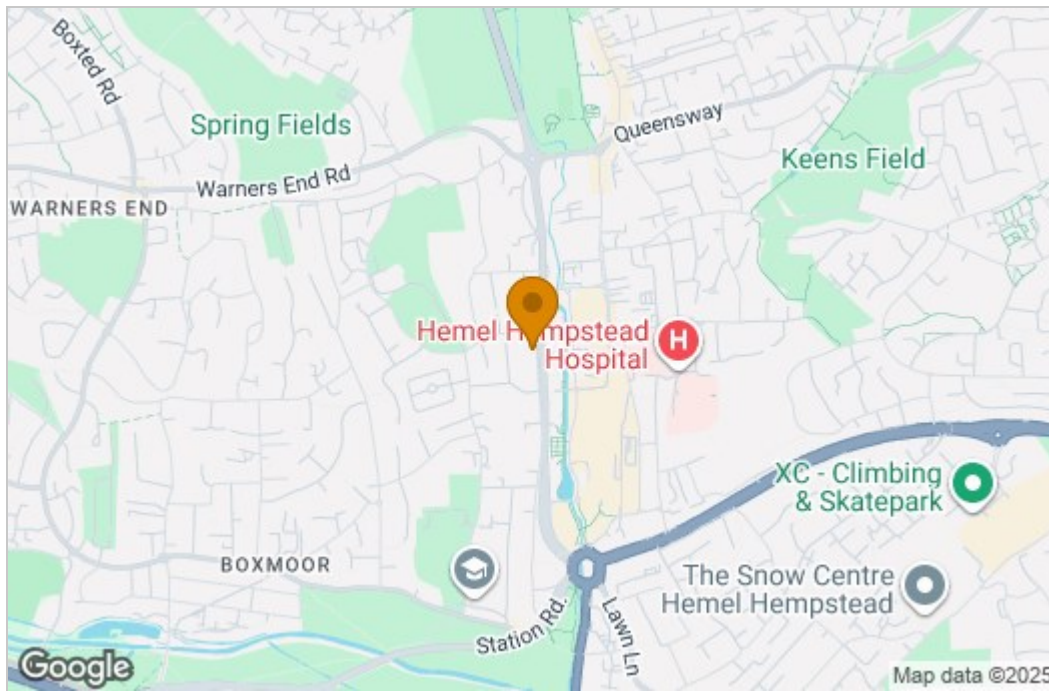 Boxted Rd
Spring Fields
Queensway
Keens Field
Warners End Rd
WARNERS END
Hemel Hempstead
Hospital
H
XC - Climbing
& Skatepark
BOXMOOR
The Snow Centre
Hemel Hempstead
Station Rd.
Lawn Ln
Google
Map data ©2025